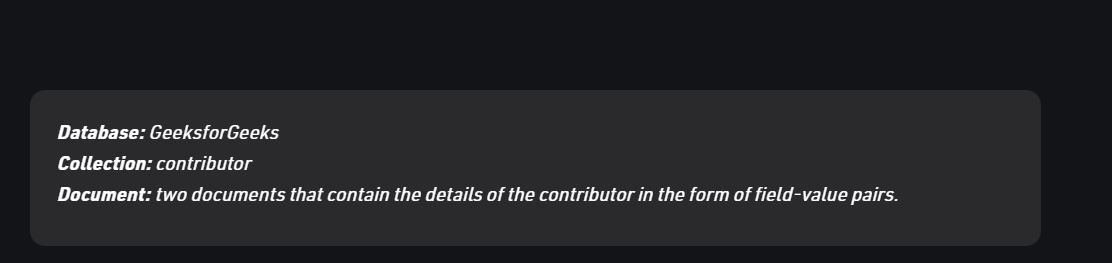 Database: GeeksforGeeks
Collection: contributor
Document: two documents that contain the details of the contributor in the form of field-value pairs.